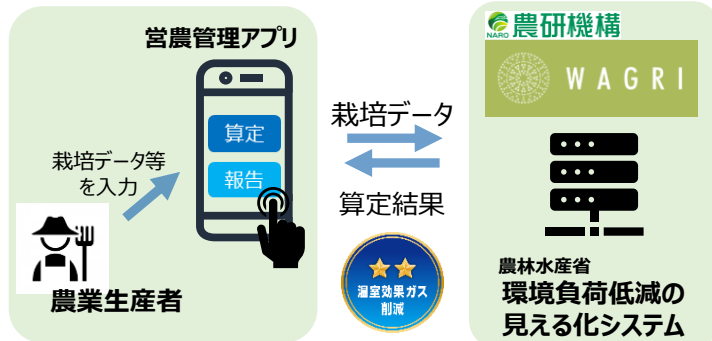 営農管理アプリ
算定
報告
栽培データ等
を入力
農業生産者
栽培データ
算定結果
温室効果ガス
削減
NARO
農研機構
WAGRI
農林水産省
環境負荷低減の
見える化システム